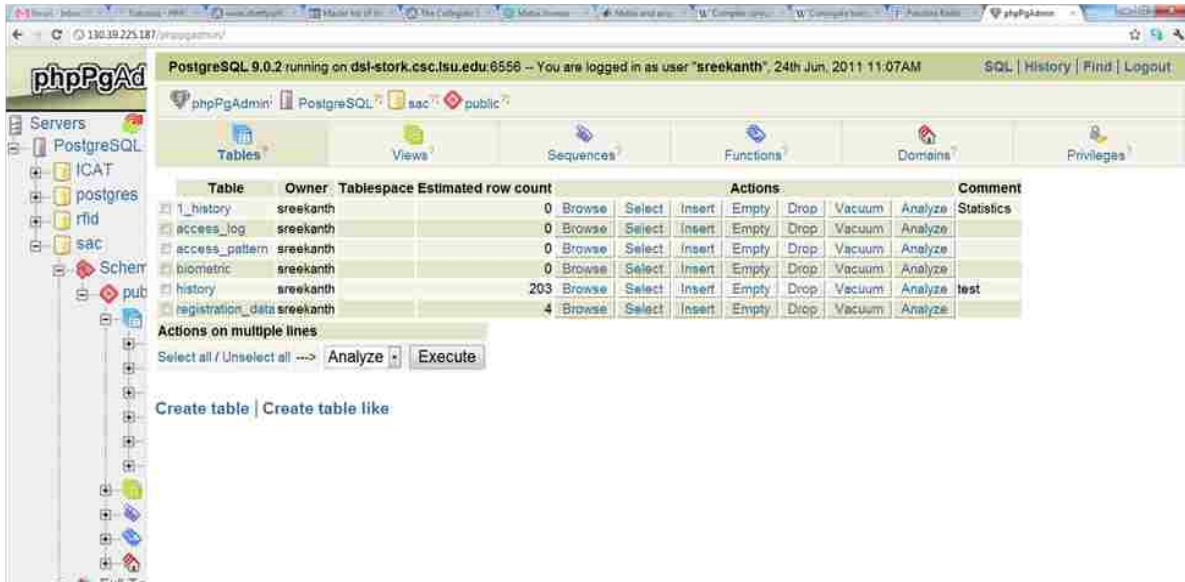 130.39.225.187/phppgadmin/
phpPgAd
PostgreSQL 9.0.2 running on dsl-stork.csc.lsu.edu:6556 -- You are logged in as user "sreekanth", 24th Jun, 2011 11:07AM
SQL | History | Find | Logout
phpPgAdmin PostgreSQL sac public
Servers
PostgreSQL
ICAT
postgres
rfid
sac
Schem
pub
Tables Views Sequences Functions Domains Privileges
Table Owner Tablespace Estimated row count Actions Comment
1_history sreekanth 0 Browse Select Insert Empty Drop Vacuum Analyze Statistics
access_log sreekanth 0 Browse Select Insert Empty Drop Vacuum Analyze
access_pattern sreekanth 0 Browse Select Insert Empty Drop Vacuum Analyze
biometric sreekanth 0 Browse Select Insert Empty Drop Vacuum Analyze
history sreekanth 203 Browse Select Insert Empty Drop Vacuum Analyze test
registration_data sreekanth 4 Browse Select Insert Empty Drop Vacuum Analyze
Actions on multiple lines
Select all / Unselect all ---> Analyze Execute
Create table | Create table like